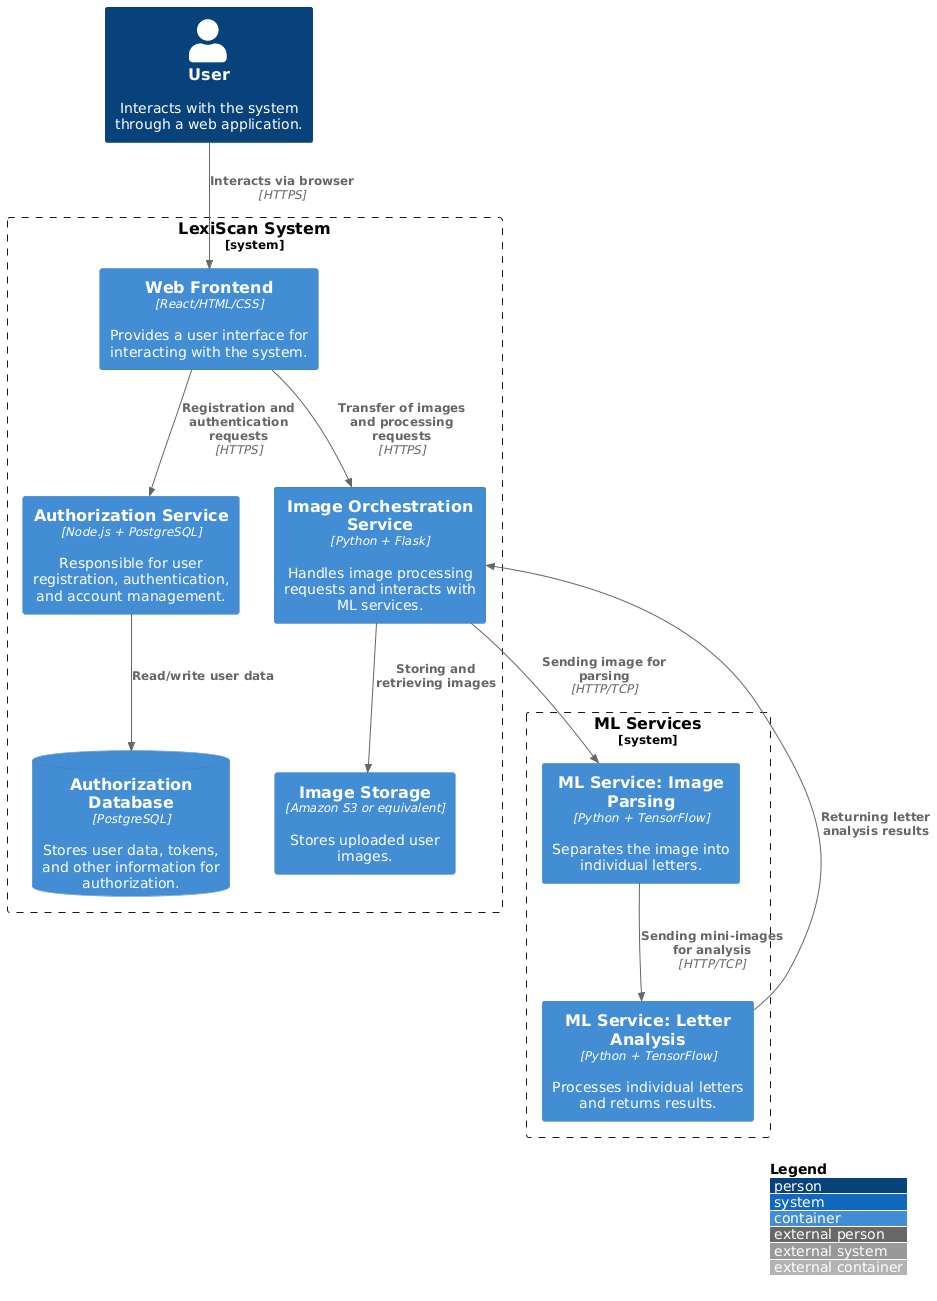 User
Interacts with the system
through a web application.
Interacts via browser
[HTTPS]
LexiScan System
[system]
Web Frontend
[React/HTML/CSS]
Provides a user interface for
interacting with the system.
Registration and
authentication
requests
[HTTPS]
Transfer of images
and processing
requests
[HTTPS]
Authorization Service
[Node.js + PostgreSQL]
Responsible for user
registration, authentication,
and account management.
Image Orchestration
Service
[Python + Flask]
Handles image processing
requests and interacts with
ML services.
Read/write user data
Storing and
retrieving images
Sending image for
parsing
[HTTP/TCP]
Authorization
Database
[PostgreSQL]
Stores user data, tokens,
and other information for
authorization.
Image Storage
[Amazon S3 or equivalent]
Stores uploaded user
images.
ML Services
[system]
ML Service: Image
Parsing
[Python + TensorFlow]
Separates the image into
individual letters.
Returning letter
analysis results
Sending mini-images
for analysis
[HTTP/TCP]
ML Service: Letter
Analysis
[Python + TensorFlow]
Processes individual letters
and returns results.
Legend
person
system
container
external person
external system
external container